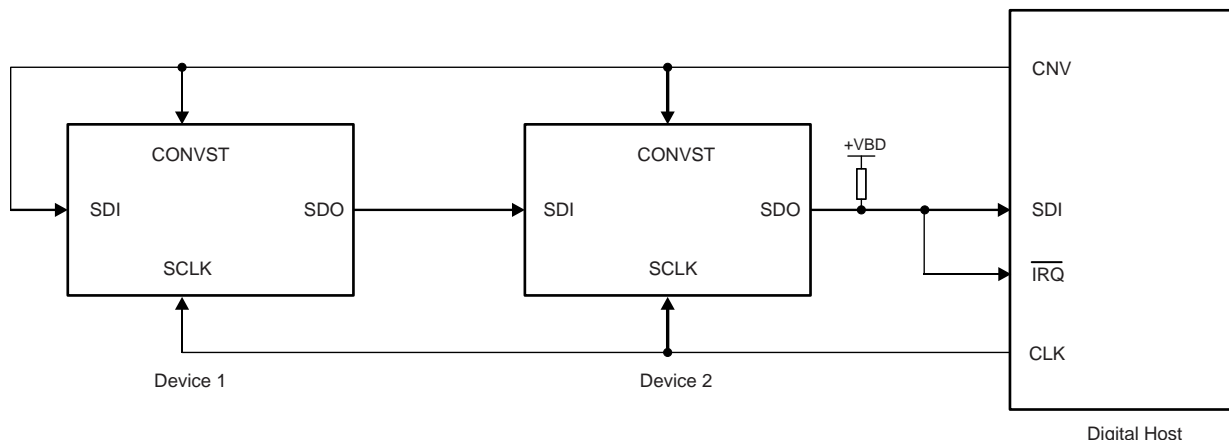 CNV
CONVST
CONVST
+VBD
SDI
SDO
SDI
SDO
SDI
SCLK
SCLK
IRQ
CLK
Device 1
Device 2
Digital Host